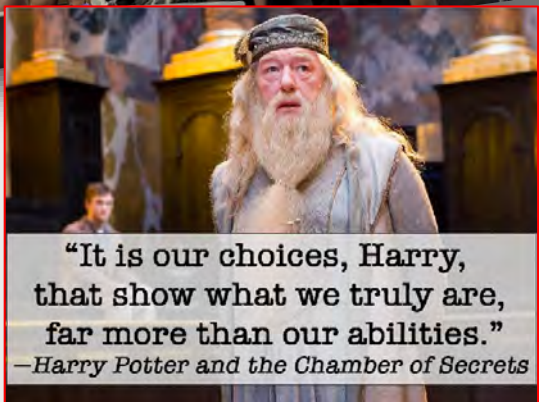 “It is our choices, Harry,
that show what we truly are,
far more than our abilities.”
—Harry Potter and the Chamber of Secrets